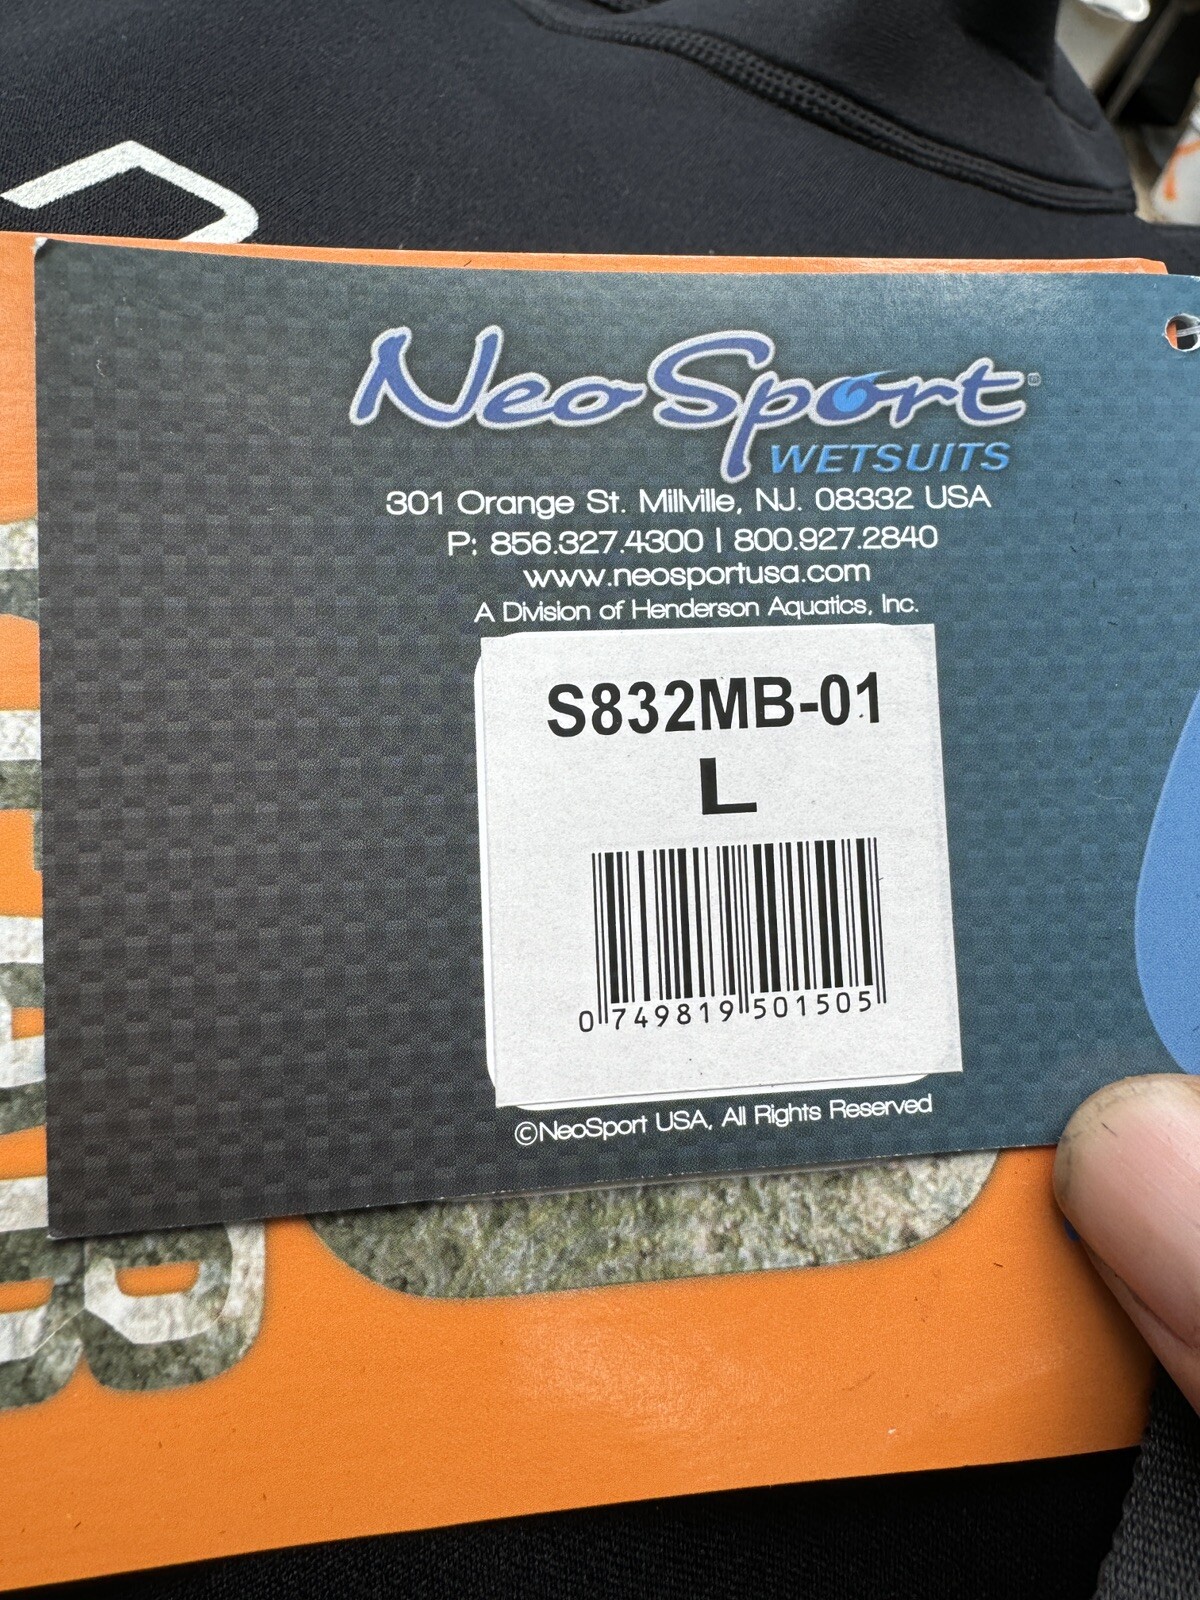 NeoSport®
WETSUITS
301 Orange St. Millville, NJ. 08332 USA
P: 856.327.4300 | 800.927.2840
www.neosportusa.com
A Division of Henderson Aquatics, Inc.
S832MB-01
L
0 749819 501505
©NeoSport USA, All Rights Reserved